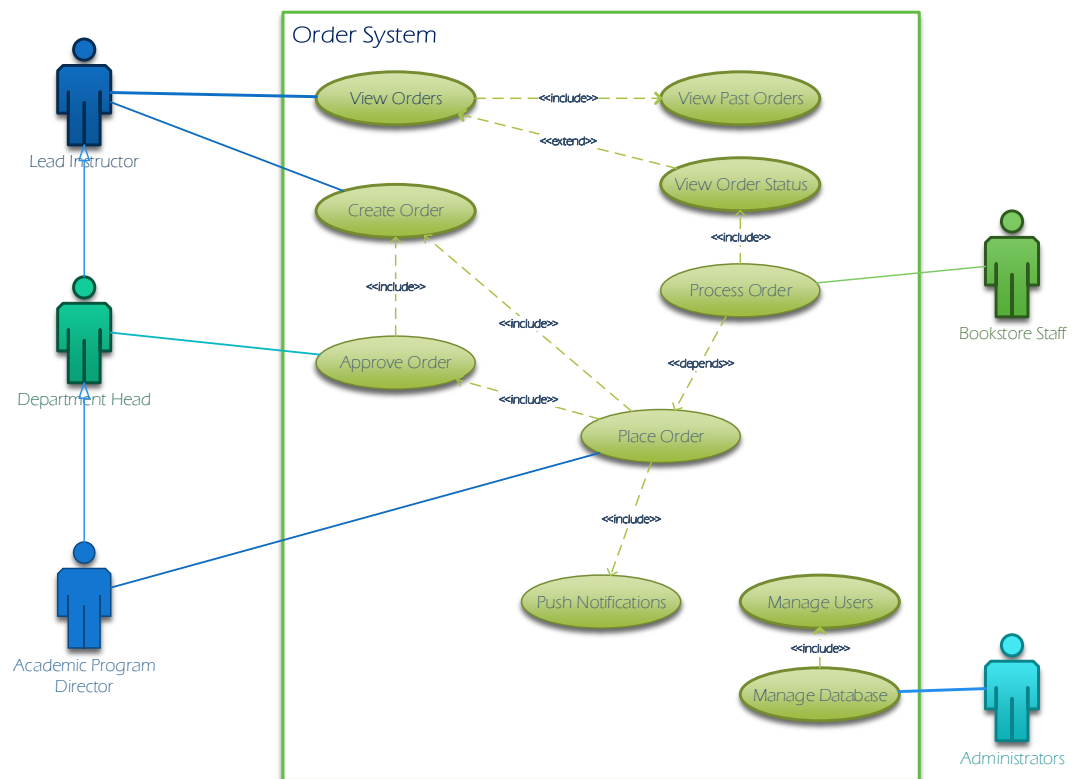 Order System
View Orders
<<include>>
View Past Orders
Lead Instructor
<<extend>>
View Order Status
Create Order
<<include>>
<<include>>
Process Order
Bookstore Staff
<<include>>
Approve Order
<<depends>>
Department Head
<<include>>
Place Order
<<include>>
Push Notifications
Manage Users
<<include>>
Academic Program
Director
Manage Database
Administrators